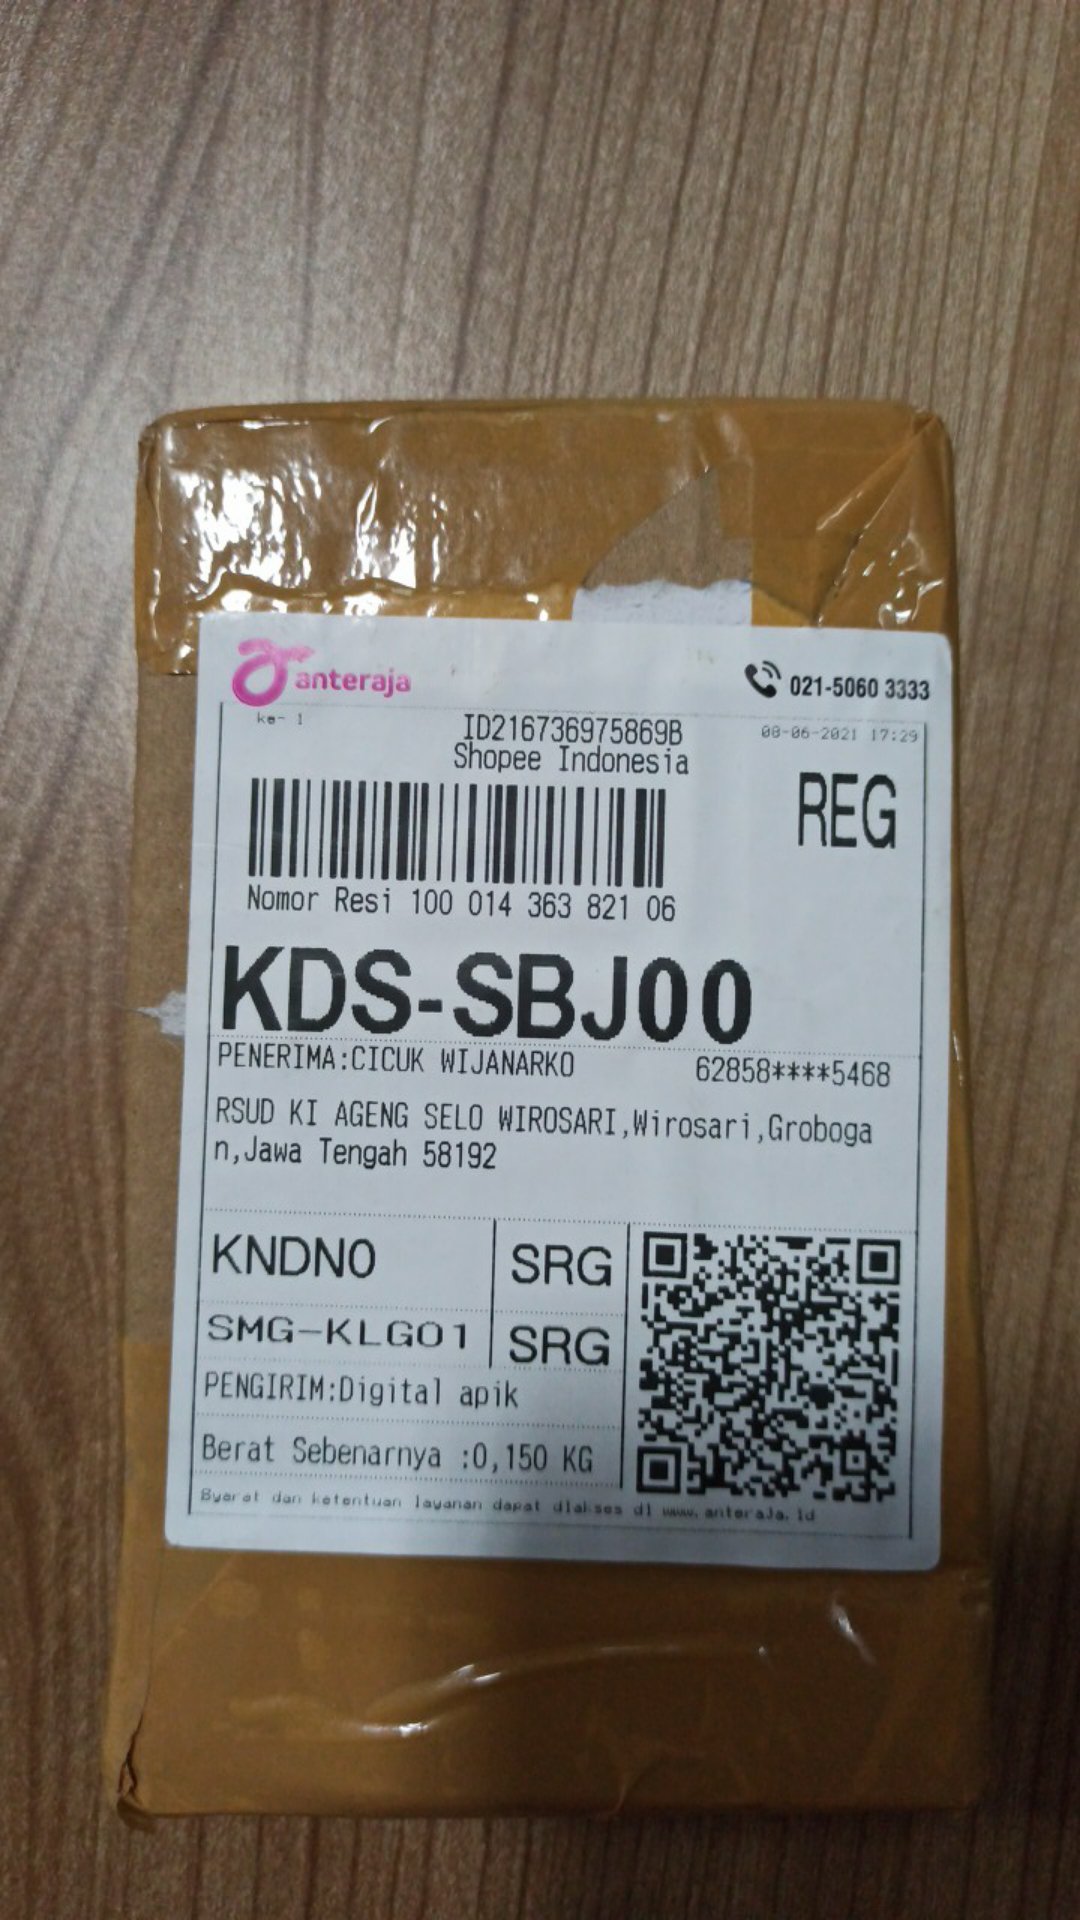 anteraja
021-5060 3333
ke- 1
ID216736975869B
08-06-2021 17:29
Shopee Indonesia
REG
Nomor Resi 100 014 363 821 06
KDS-SBJ00
PENERIMA:CICUK WIJANARKO
62858****5468
RSUD KI AGENG SELO WIROSARI,Wirosari,Groboga
n,Jawa Tengah 58192
KNDN0
SRG
SMG-KLG01
SRG
PENGIRIM:Digital apik
Berat Sebenarnya :0,150 KG
Syarat dan ketentuan layanan dapat diakses di www.anteraja.id